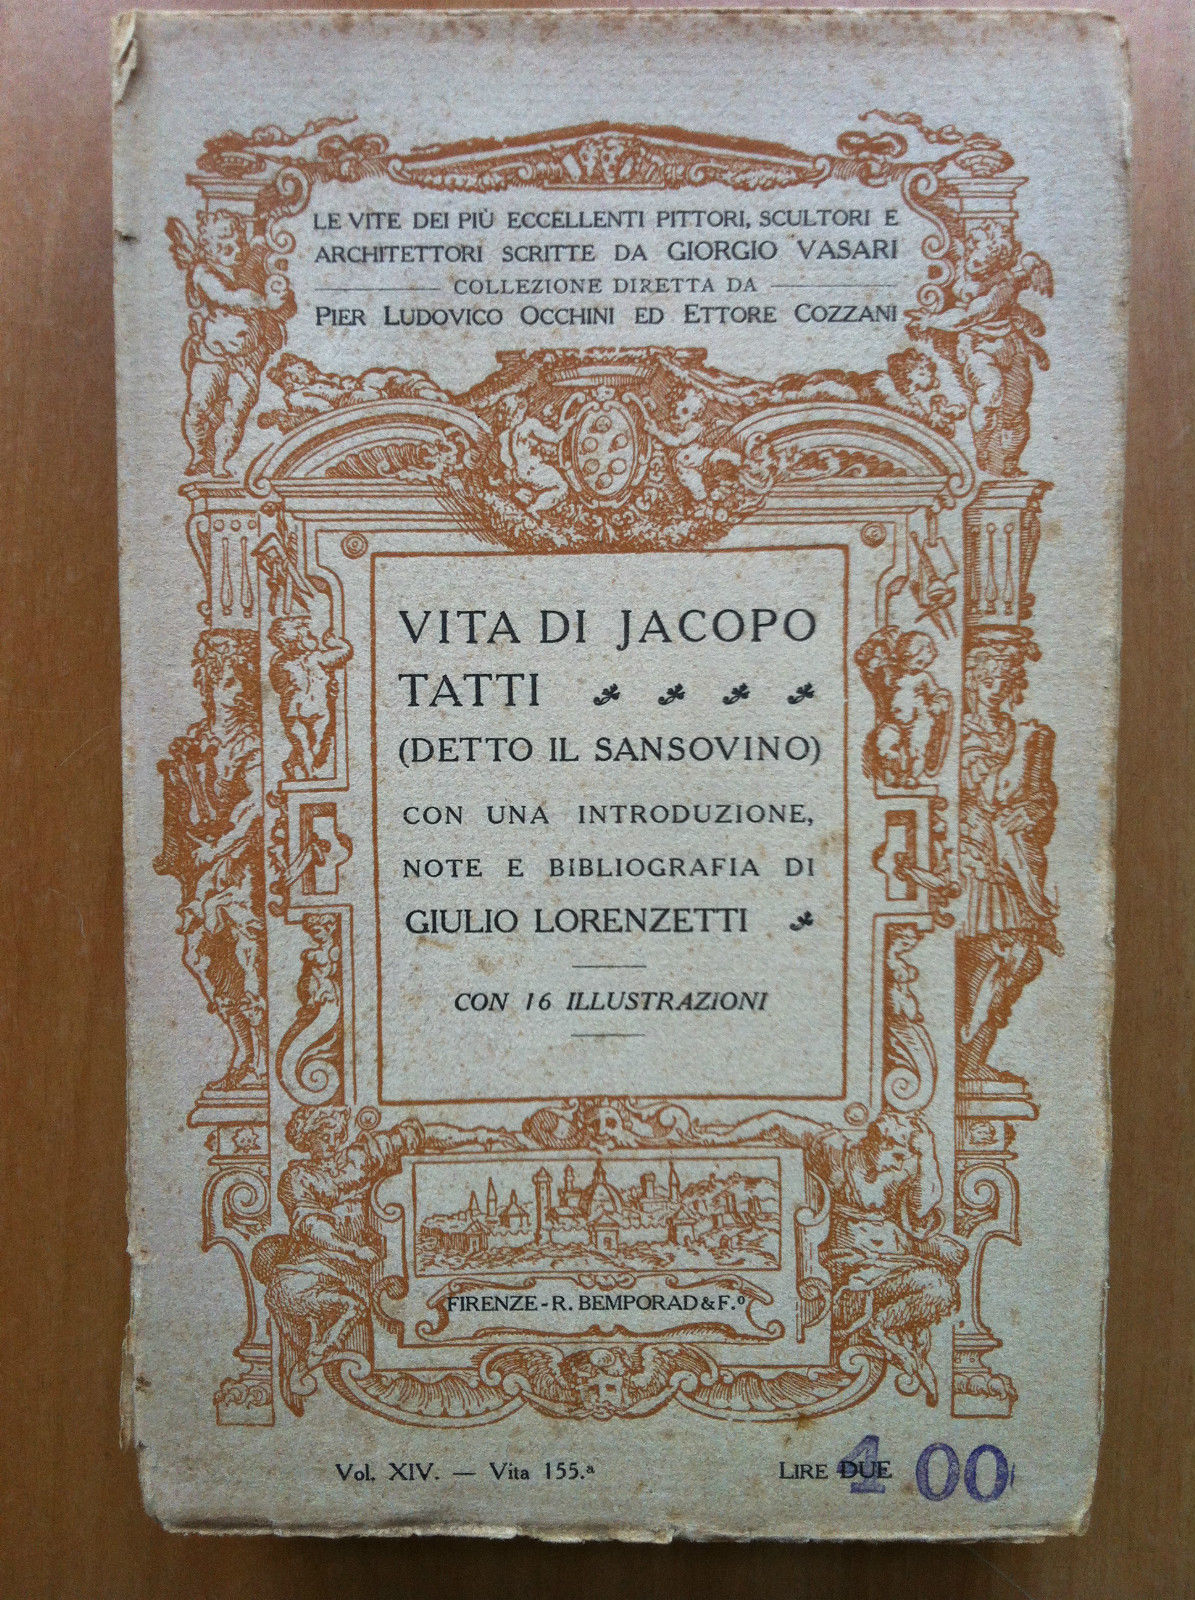 LE VITE DEI PIÙ ECCELLENTI PITTORI, SCULTORI E
ARCHITETTORI SCRITTE DA GIORGIO VASARI
COLLEZIONE DIRETTA DA
PIER LUDOVICO OCCHINI ED ETTORE COZZANI
VITA DI JACOPO
TATTI
(DETTO IL SANSOVINO)
CON UNA INTRODUZIONE,
NOTE E BIBLIOGRAFIA DI
GIULIO LORENZETTI
CON 16 ILLUSTRAZIONI
FIRENZE - R. BEMPORAD & F.º
Vol. XIV. — Vita 155.ª
LIRE DUE 4 00